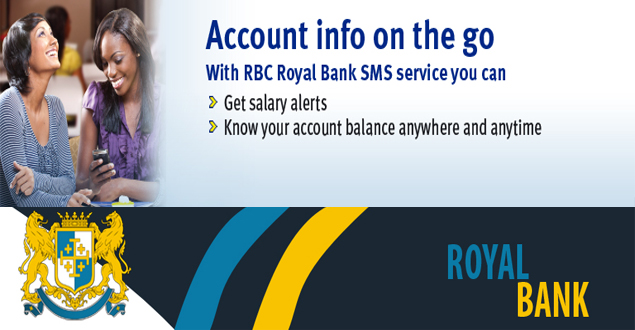 Account info on the go
With RBC Royal Bank SMS service you can
Get salary alerts
Know your account balance anywhere and anytime
ROYAL
BANK